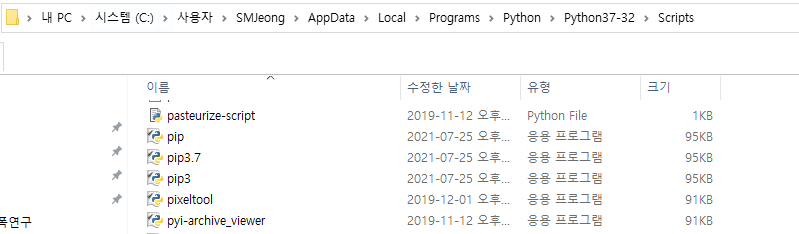 내 PC > 시스템 (C:) > 사용자 > SMJeong > AppData > Local > Programs > Python > Python37-32 > Scripts
이름 수정한 날짜 유형 크기
pasteurize-script 2019-11-12 오후... Python File 1KB
pip 2021-07-25 오후... 응용 프로그램 95KB
pip3.7 2021-07-25 오후... 응용 프로그램 95KB
pip3 2021-07-25 오후... 응용 프로그램 95KB
pixeltool 2019-12-01 오후... 응용 프로그램 91KB
pyi-archive_viewer 2019-11-12 오후... 응용 프로그램 91KB
폭연구